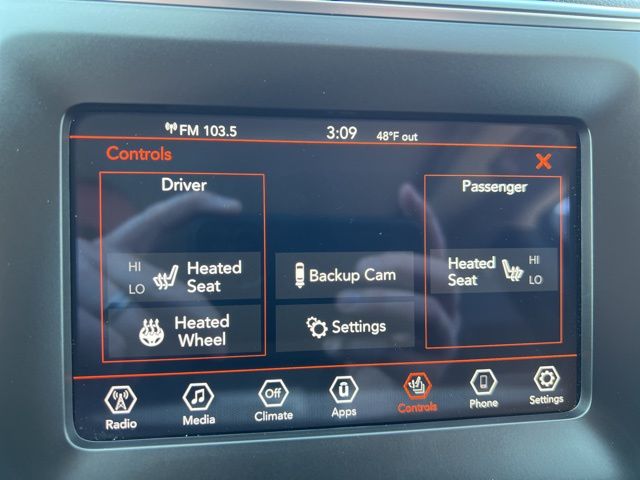 FM 103.5 3:09 48°F out
Controls X
Driver
Passenger
HI
LO
Heated
Seat
Backup Cam
Heated
Seat
HI
LO
Heated
Wheel
Settings
Radio
Media
Off
Climate
Apps
Controls
Phone
Settings